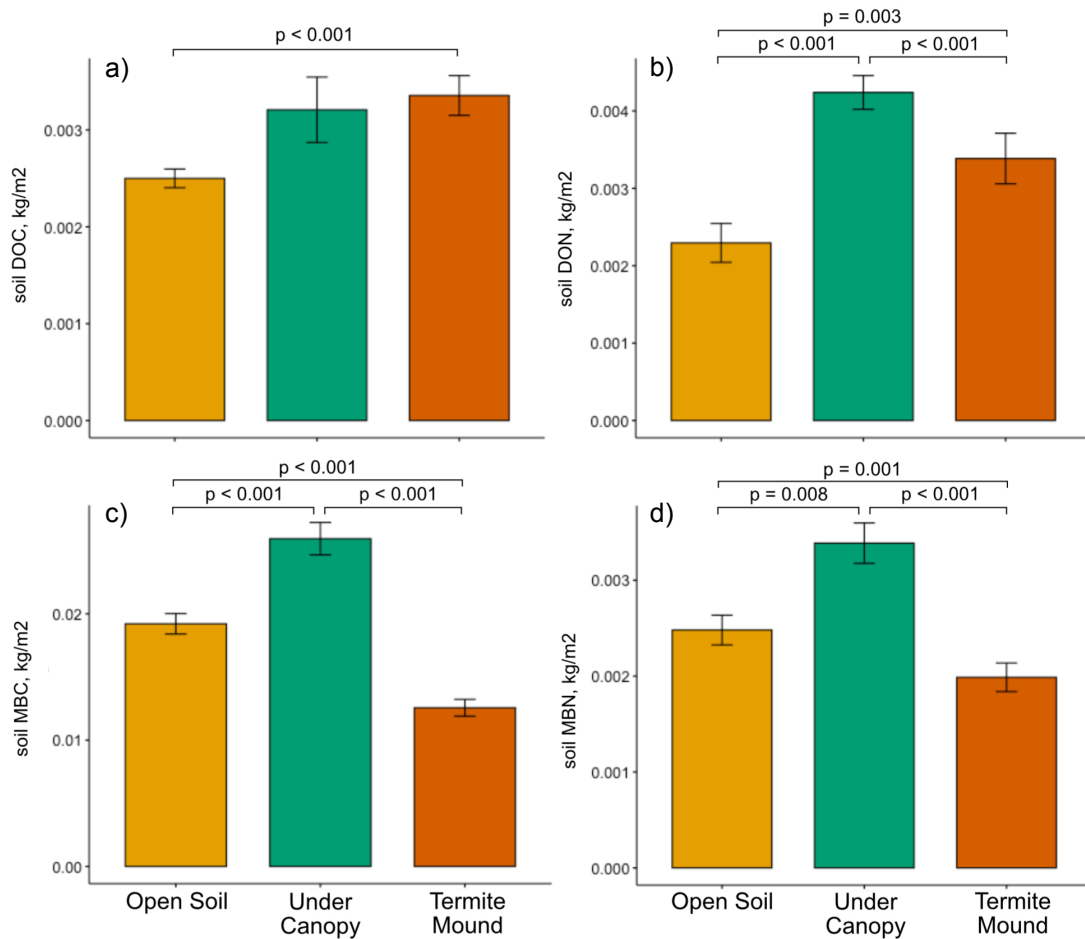 p < 0.001
a)
soil DOC, kg/m2
0.003
0.002
0.001
0.000
p = 0.003
p < 0.001 p < 0.001
b)
soil DON, kg/m2
0.004
0.003
0.002
0.001
0.000
p < 0.001
p < 0.001 p < 0.001
c)
soil MBC, kg/m2
0.02
0.01
0.00
Open Soil Under Termite
Canopy Mound
p = 0.001
p = 0.008 p < 0.001
d)
soil MBN, kg/m2
0.003
0.002
0.001
0.000
Open Soil Under Termite
Canopy Mound